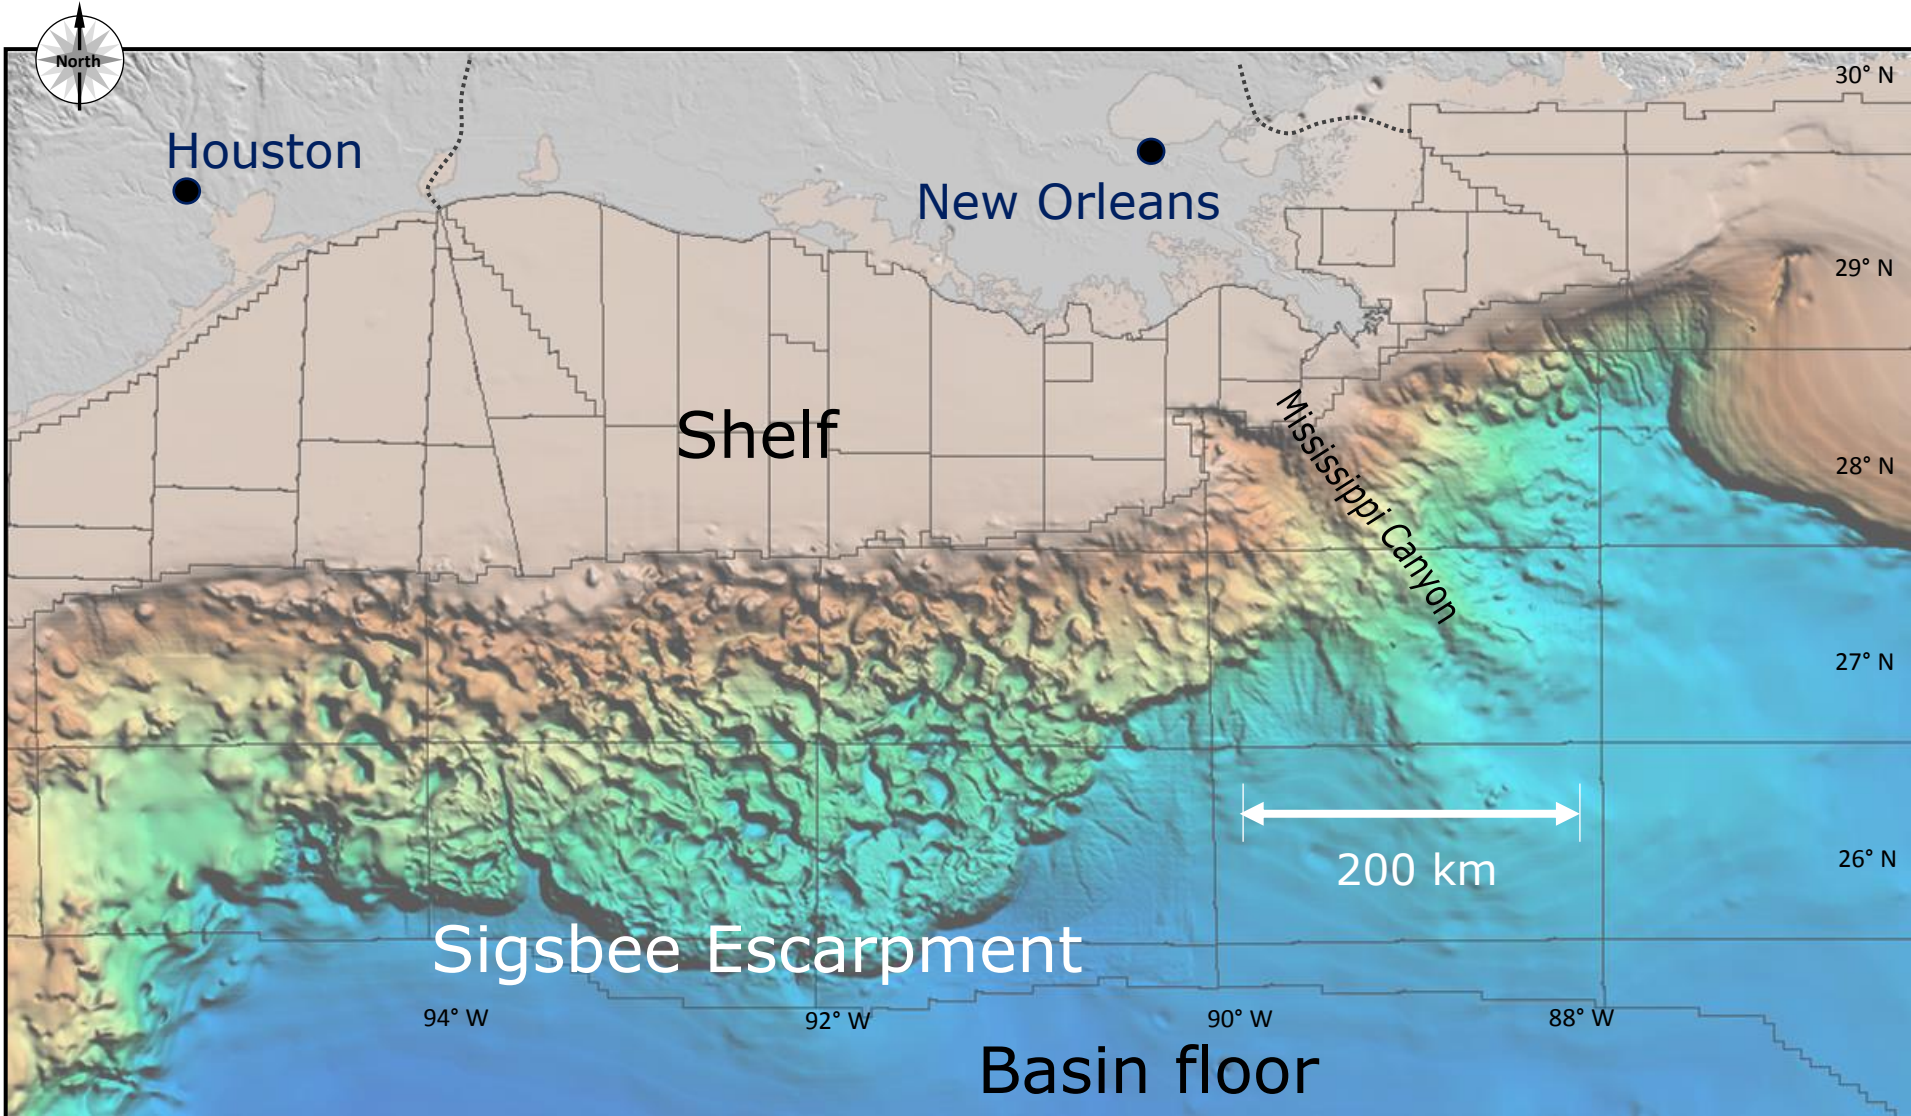 North
30° N
Houston
New Orleans
29° N
Shelf
Mississippi Canyon
28° N
27° N
26° N
200 km
Sigsbee Escarpment
94° W
92° W
90° W
88° W
Basin floor